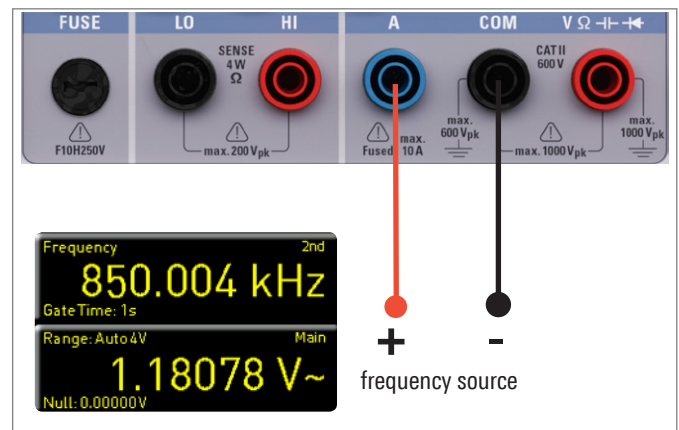 FUSE LO HI A COM V Ω ⊣⊢ ⊣◀
SENSE
4 W
Ω
CAT II
600 V
F10H250V
max. 200 Vpk
max.
Fused 10 A
max.
600 Vpk
max. 1000 Vpk
max.
1000 Vpk
Frequency 2nd
850.004 kHz
Gate Time: 1s
Range: Auto 4V Main
1.18078 V~
Null: 0.00000V
+ -
frequency source